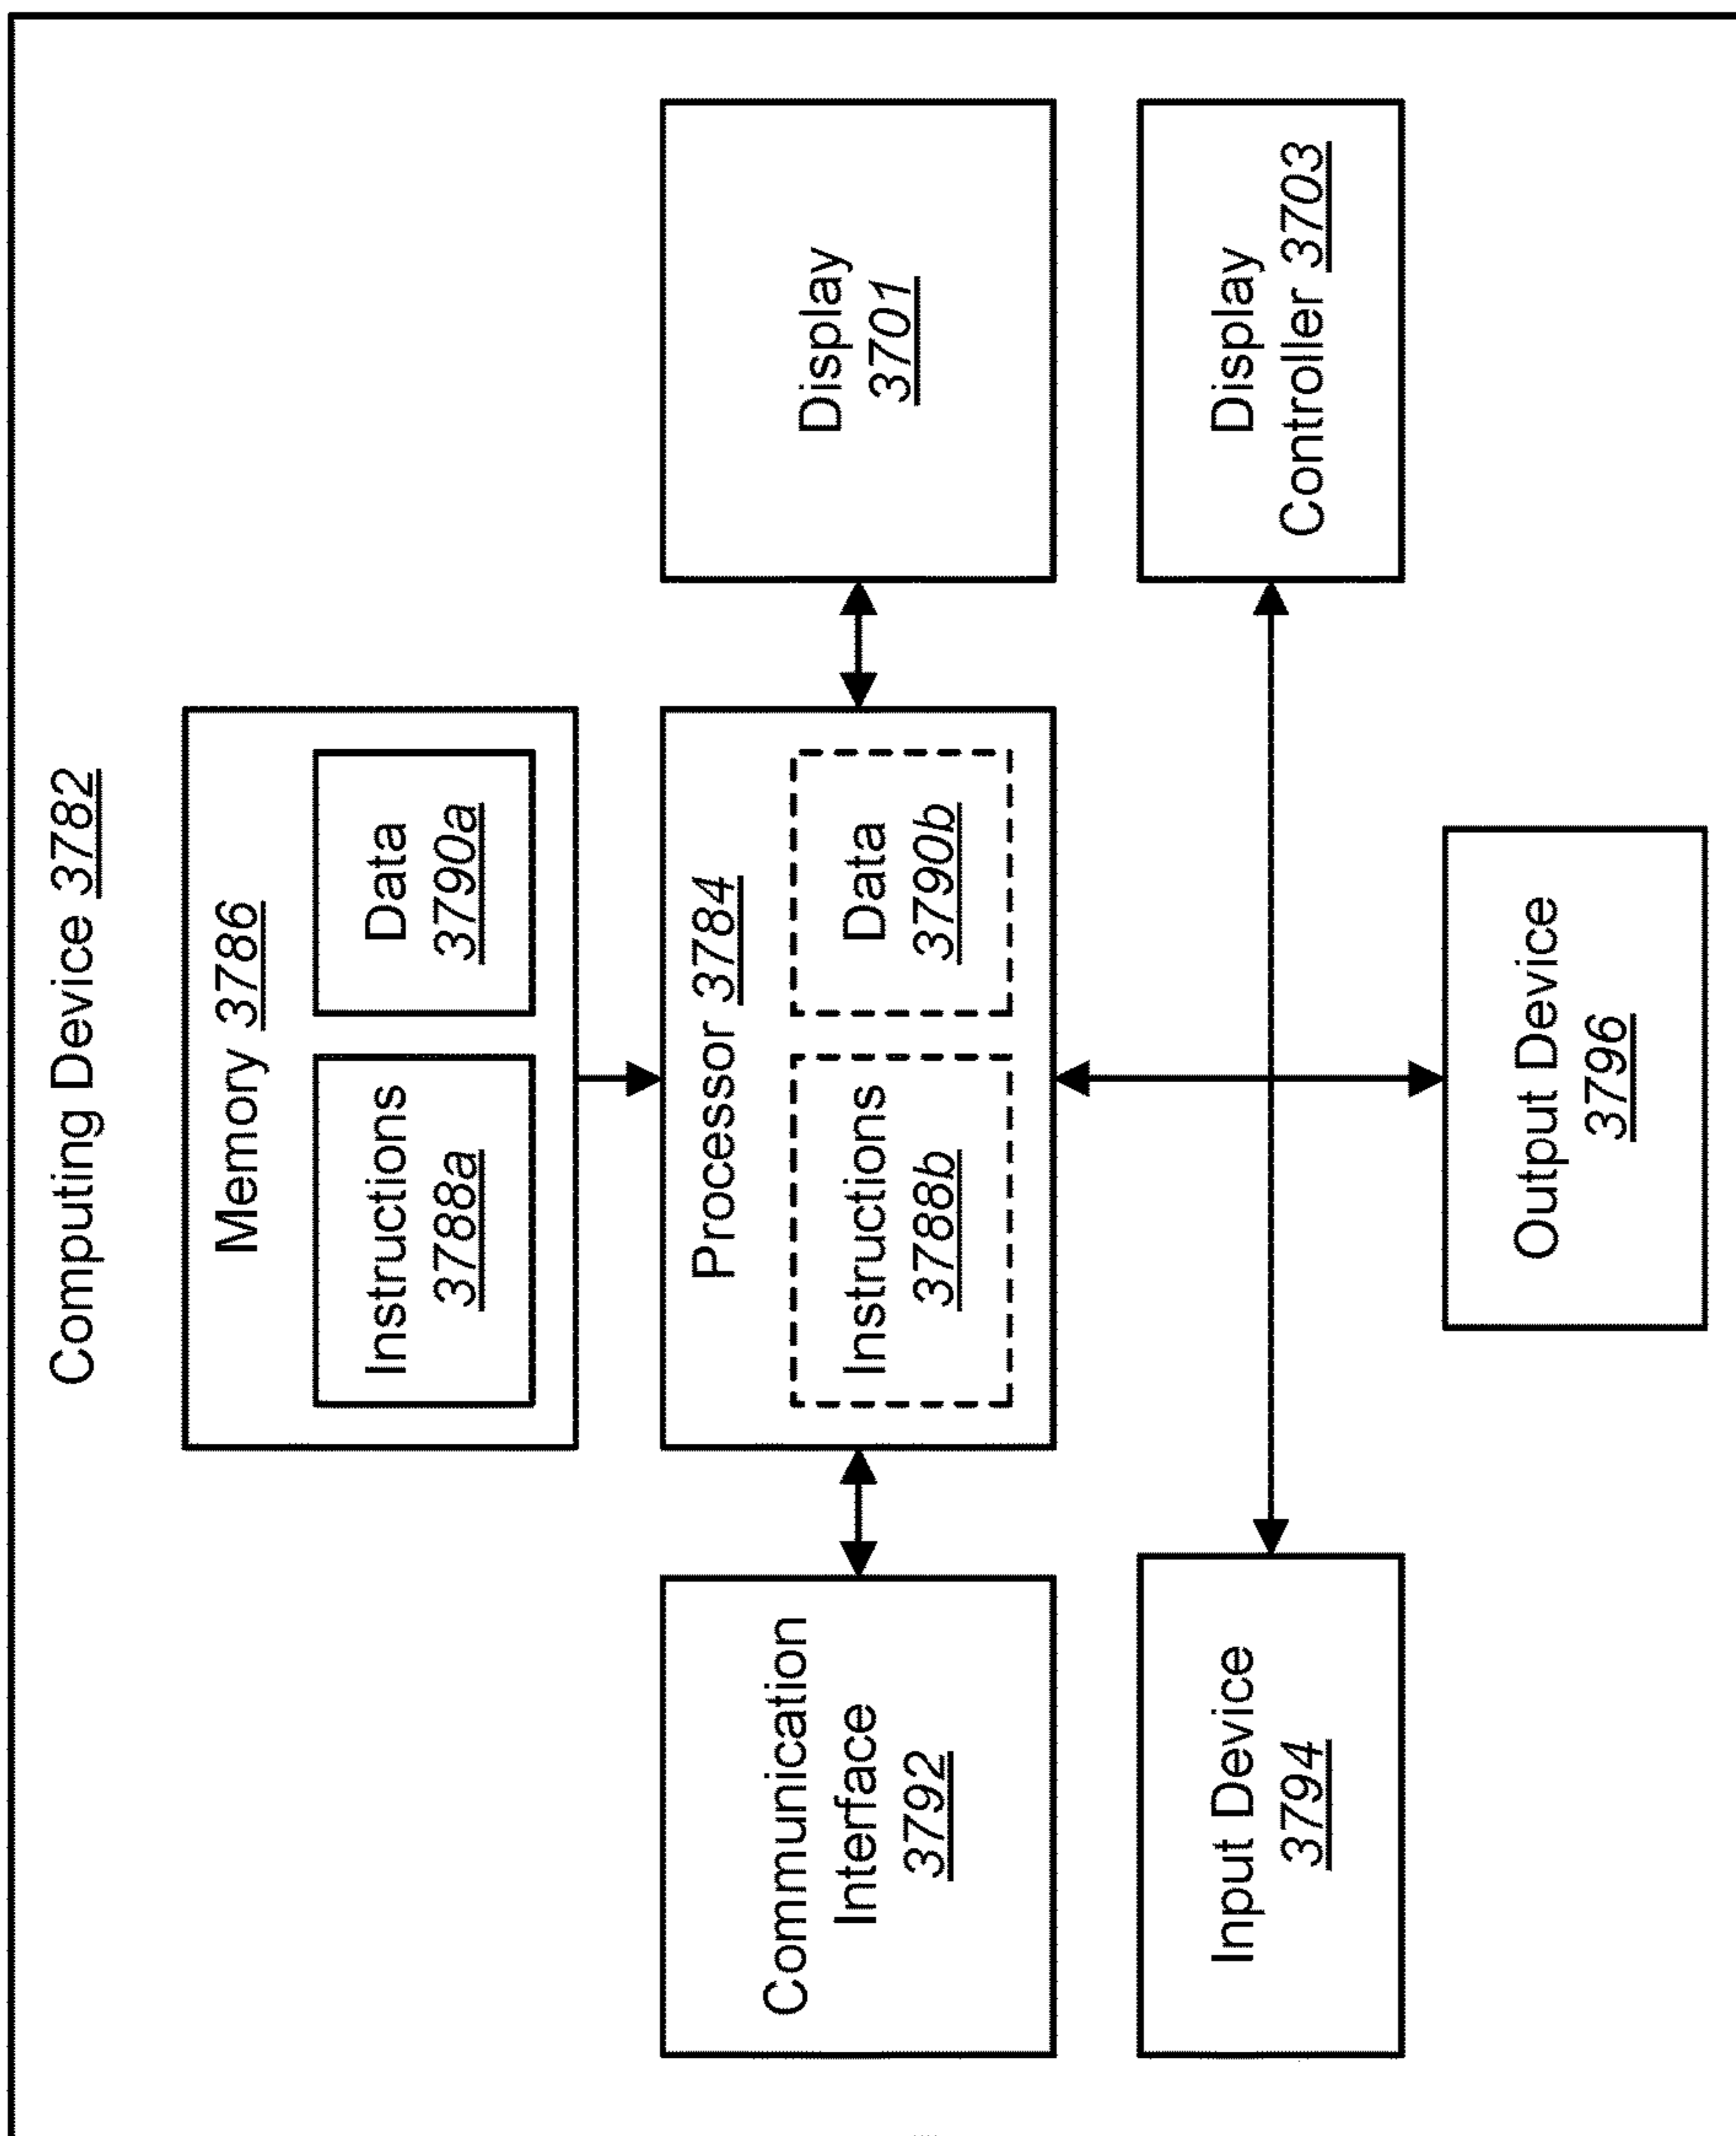 Computing Device 3782
Memory 3786
Instructions
3788a
Data
3790a
Communication
Interface
3792
Processor 3784
Instructions
3788b
Data
3790b
Display
3701
Input Device
3794
Display
Controller 3703
Output Device
3796